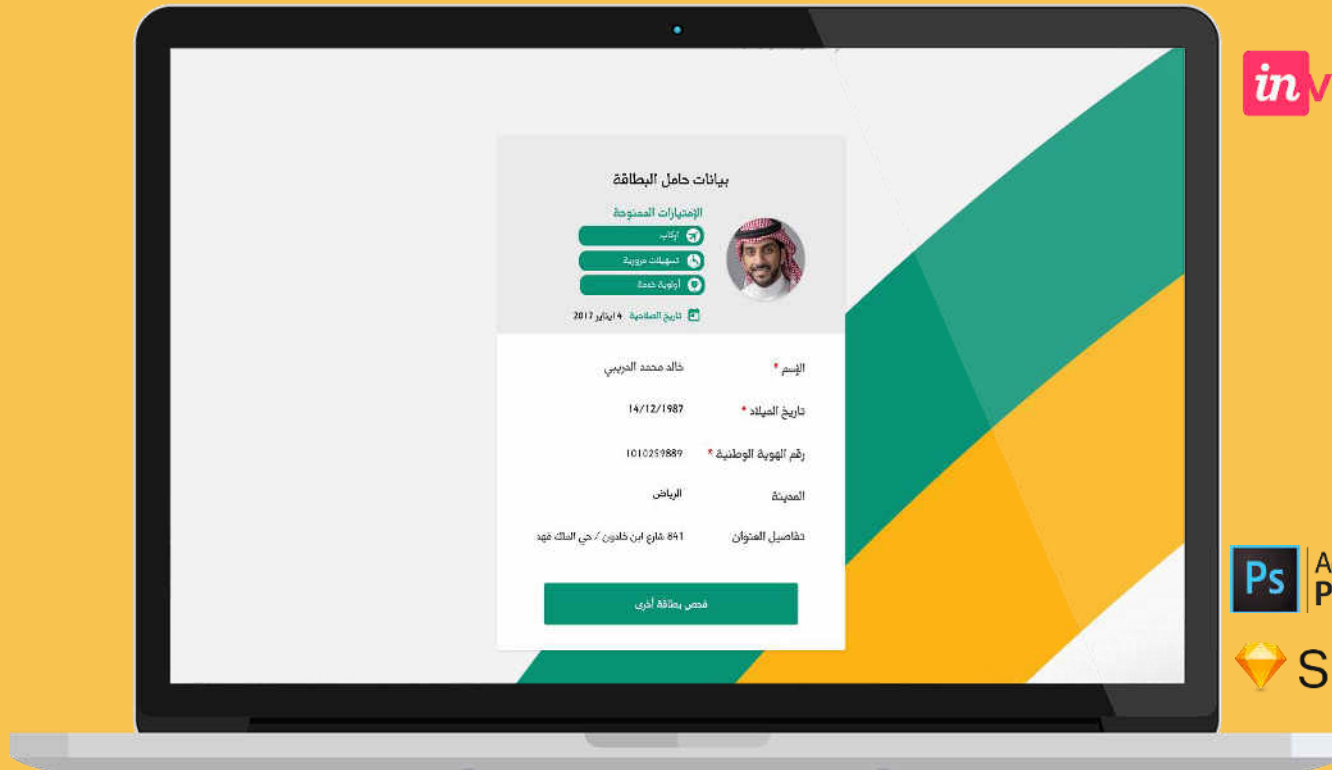 بيانات حامل البطاقة
الإمتيازات الممنوحة
اركاب
تسهيلات مرورية
أولوية خدمة
تاريخ الصلاحية 4 يناير 2017
الإسم * خالد محمد الدريبي
تاريخ الميلاد * 14/12/1987
رقم الهوية الوطنية * 1010259889
المدينة الرياض
تفاصيل العنوان 841 شارع ابن خلدون / حي الملك فهد
فحص بطاقة أخرى
inv
Ps A
P
S